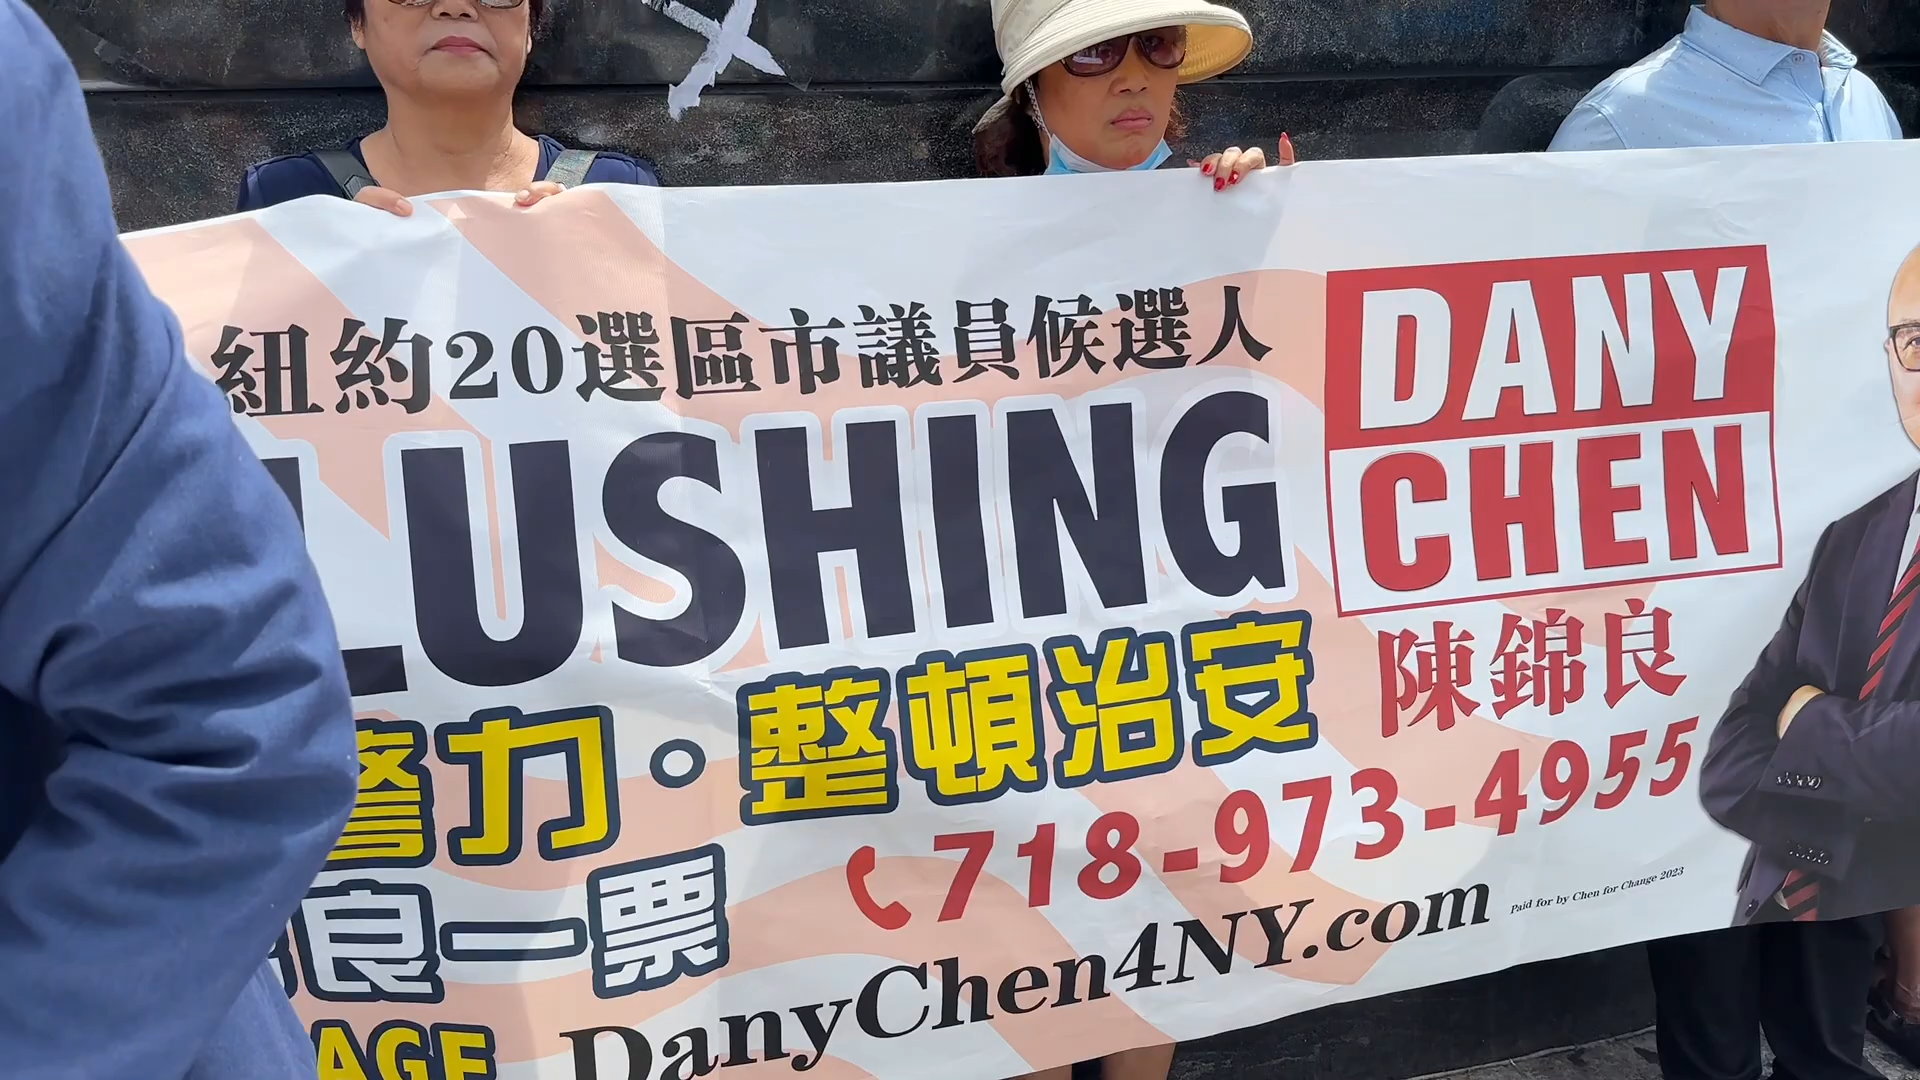 紐約20選區市議員候選人
LUSHING
警力。整頓治安
良一票
DANY
CHEN
陳錦良
718-973-4955
DanyChen4NY.com
Paid for by Chen for Change 2023